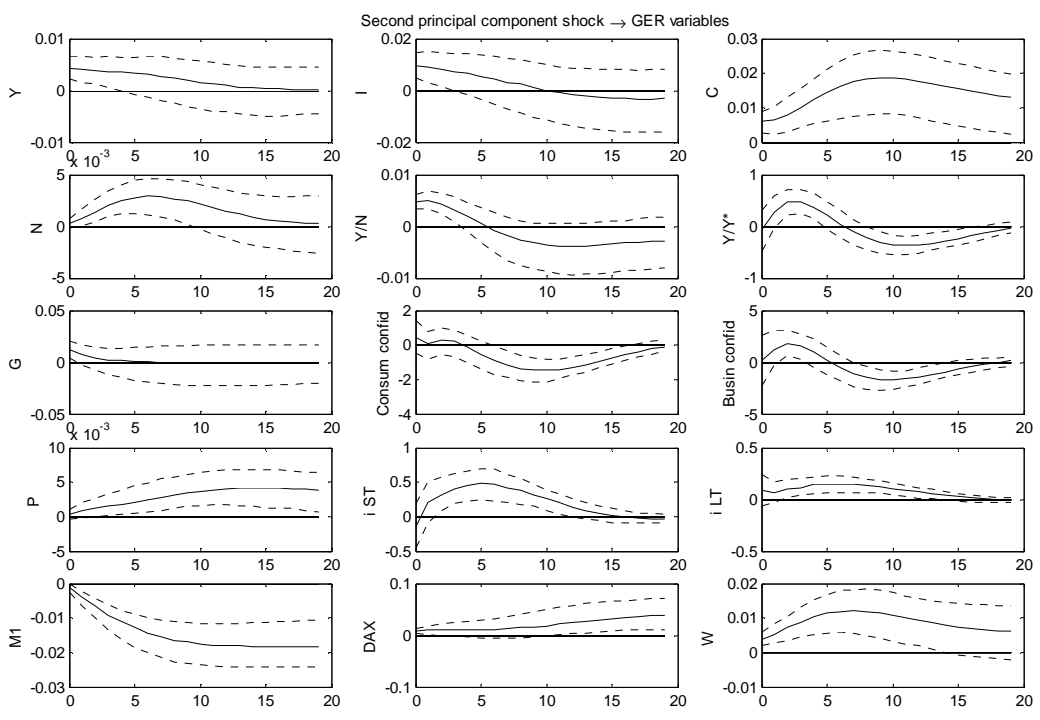 Second principal component shock → GER variables
0.01 0.02 0.03
0.02
Y 0 I 0 C
0.01
-0.01 -0.02 0
0 5 10 15 20 0 5 10 15 20 0 5 10 15 20
x 10^-3
5 0.01 1
N 0 Y/N 0 Y/Y* 0
-5 -0.01 -1
0 5 10 15 20 0 5 10 15 20 0 5 10 15 20
0.05 2 5
0
G 0 Consum confid Busin confid 0
-2
-0.05 -4 -5
0 5 10 15 20 0 5 10 15 20 0 5 10 15 20
x 10^-3
10 1 0.5
5
P i ST 0 i LT 0
0
-5 -1 -0.5
0 5 10 15 20 0 5 10 15 20 0 5 10 15 20
0 0.1 0.02
-0.01 0.01
M1 DAX 0 W
-0.02 0
-0.03 -0.1 -0.01
0 5 10 15 20 0 5 10 15 20 0 5 10 15 20